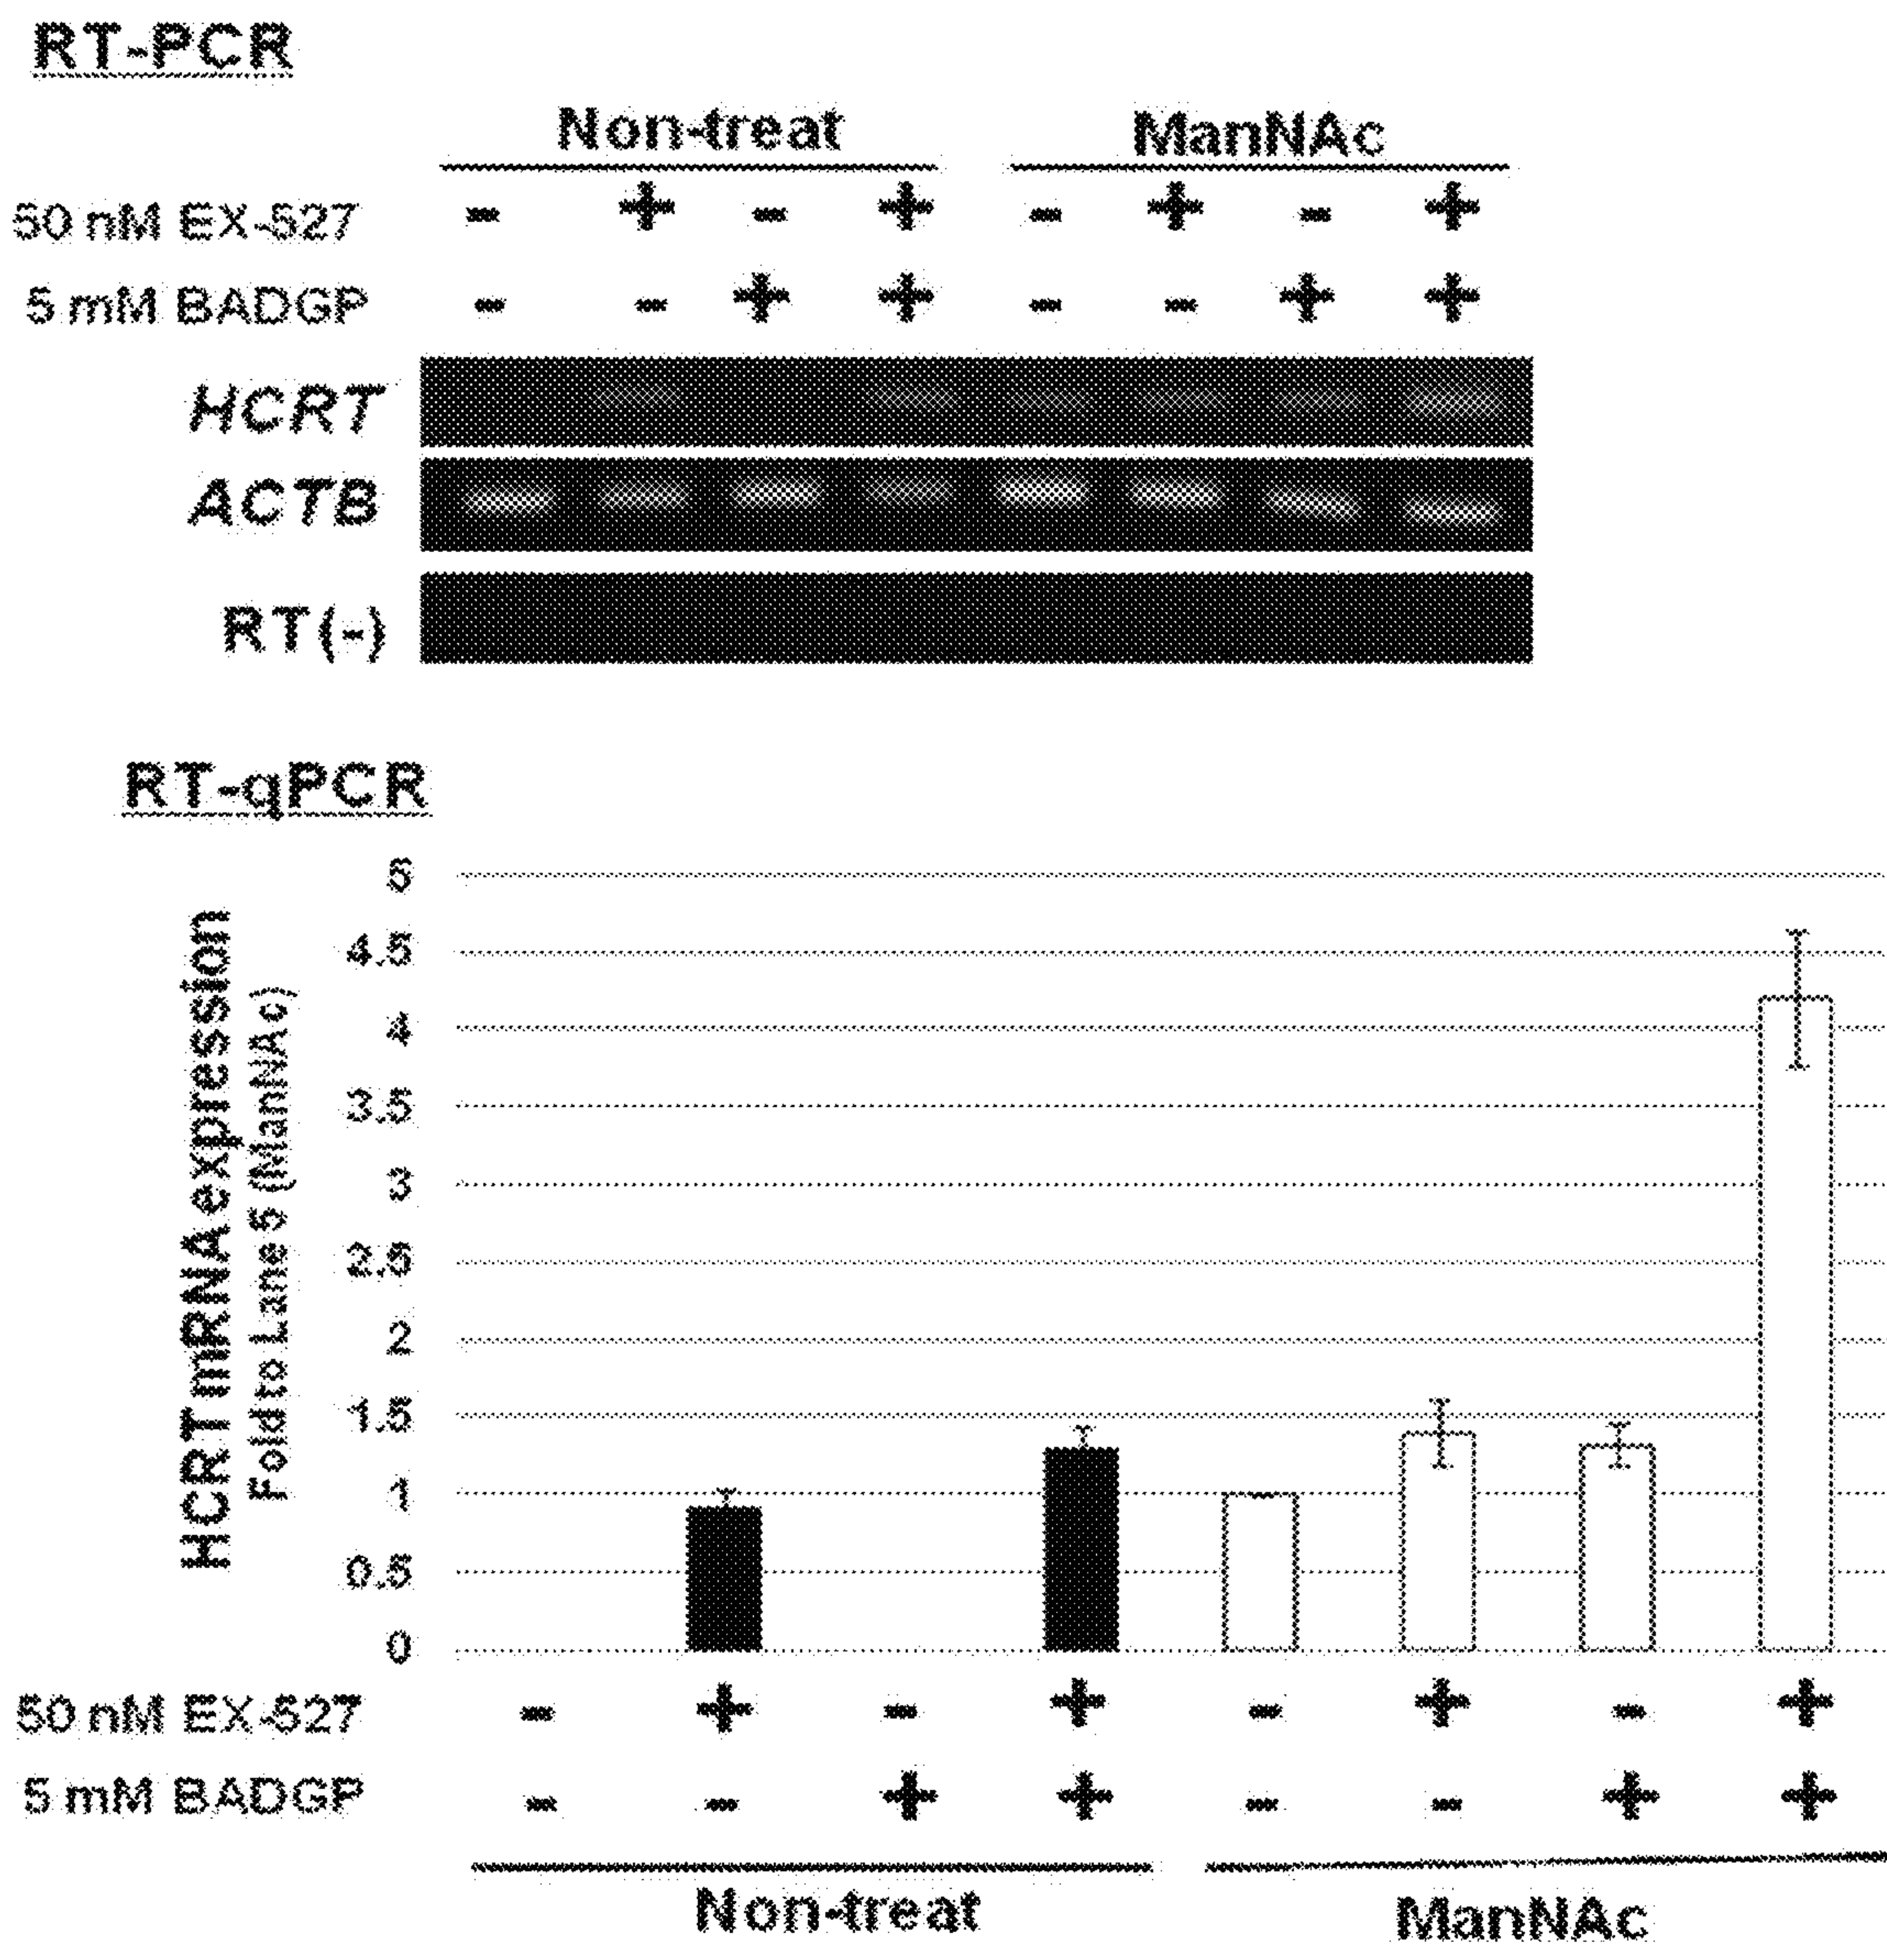 RT-PCR
Non-treat ManNAc
50 nM EX-527 - + - + - + - +
5 mM BADGP - - + + - - + +
HCRT
ACTB
RT(-)
RT-qPCR
HCRT mRNA expression
Fold to Lane 5 (ManNAc)
5
4.5
4
3.5
3
2.5
2
1.5
1
0.5
0
50 nM EX-527 - + - + - + - +
5 mM BADGP - - + + - - + +
Non-treat ManNAc